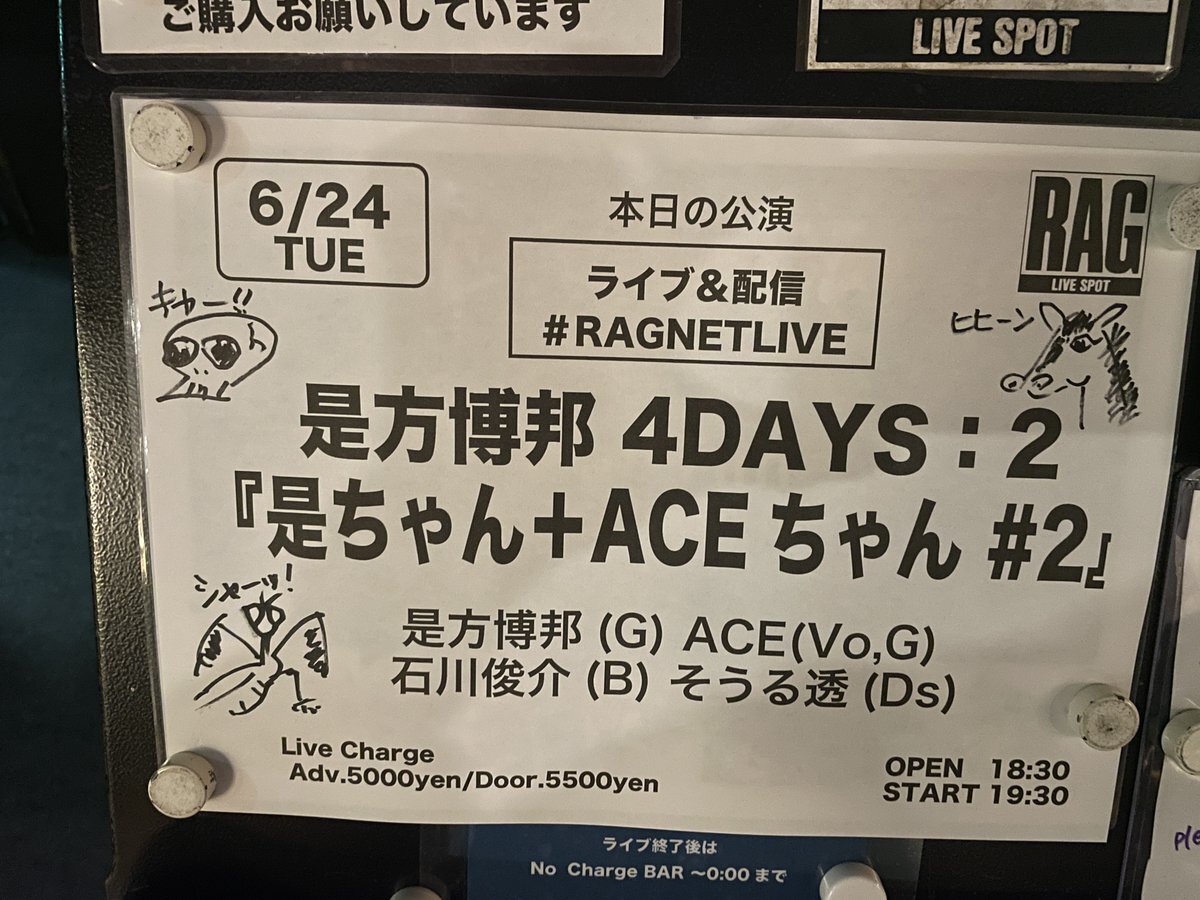 ご購入お願いしています
LIVE SPOT
6/24
TUE
本日の公演
RAG
LIVE SPOT
ライブ&配信
#RAGNETLIVE
キャー!!
ヒヒーン
是方博邦 4DAYS:2
『是ちゃん+ACEちゃん #2』
シャーッ!
是方博邦 (G) ACE(Vo,G)
石川俊介 (B) そうる透 (Ds)
Live Charge
Adv.5000yen/Door.5500yen
OPEN 18:30
START 19:30
ライブ終了後は
No Charge BAR ~0:00まで